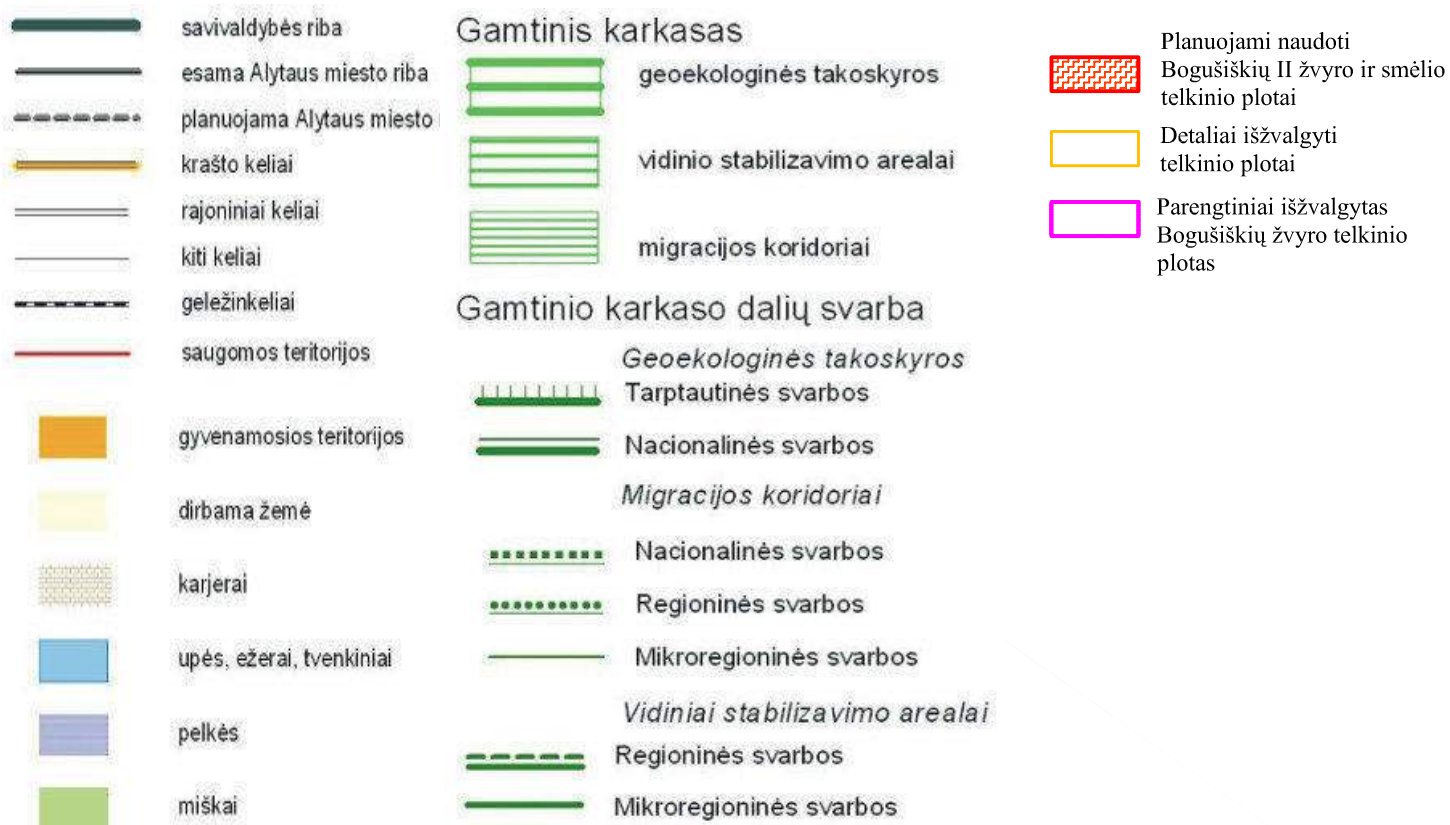 savivaldybės riba
esama Alytaus miesto riba
planuojama Alytaus miesto
krašto keliai
rajoniniai keliai
kiti keliai
geležinkeliai
saugomos teritorijos
gyvenamosios teritorijos
dirbama žemė
karjerai
upės, ežerai, tvenkiniai
pelkės
miškai
Gamtinis karkasas
geoekologinės takoskyros
vidinio stabilizavimo arealai
migracijos koridoriai
Gamtinio karkaso dalių svarba
Geoekologinės takoskyros
Tarptautinės svarbos
Nacionalinės svarbos
Migracijos koridoriai
Nacionalinės svarbos
Regioninės svarbos
Mikroregioninės svarbos
Vidiniai stabilizavimo arealai
Regioninės svarbos
Mikroregioninės svarbos
Planuojami naudoti
Bogušiškių II žvyro ir smėlio
telkinio plotai
Detaliai išžvalgyti
telkinio plotai
Parengtiniai išžvalgytas
Bogušiškių žvyro telkinio
plotas